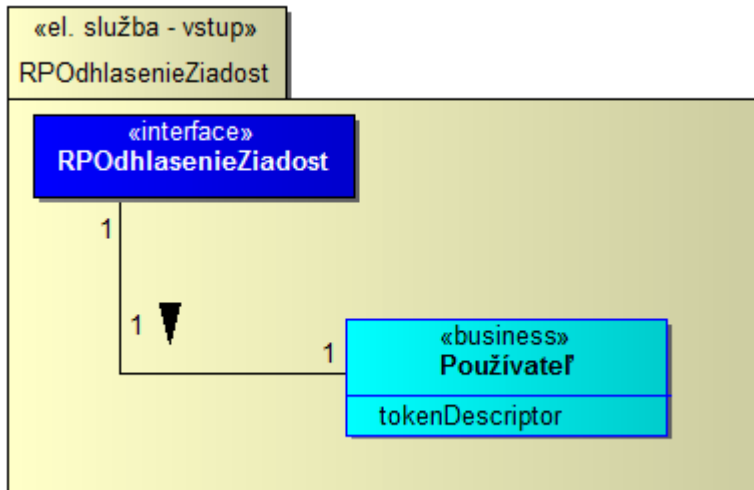 «el. služba - vstup»
RPOdhlasenieZiadost
«interface»
RPOdhlasenieZiadost
1
1
1
«business»
Používateľ
tokenDescriptor